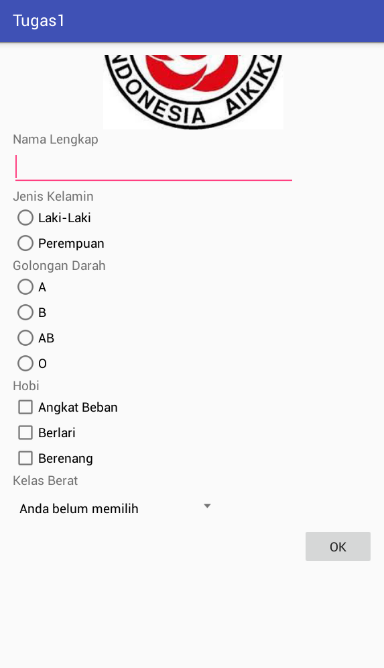 Tugas1
INDONESIA AIKIKAI
Nama Lengkap
Jenis Kelamin
Laki-Laki
Perempuan
Golongan Darah
A
B
AB
O
Hobi
Angkat Beban
Berlari
Berenang
Kelas Berat
Anda belum memilih
OK